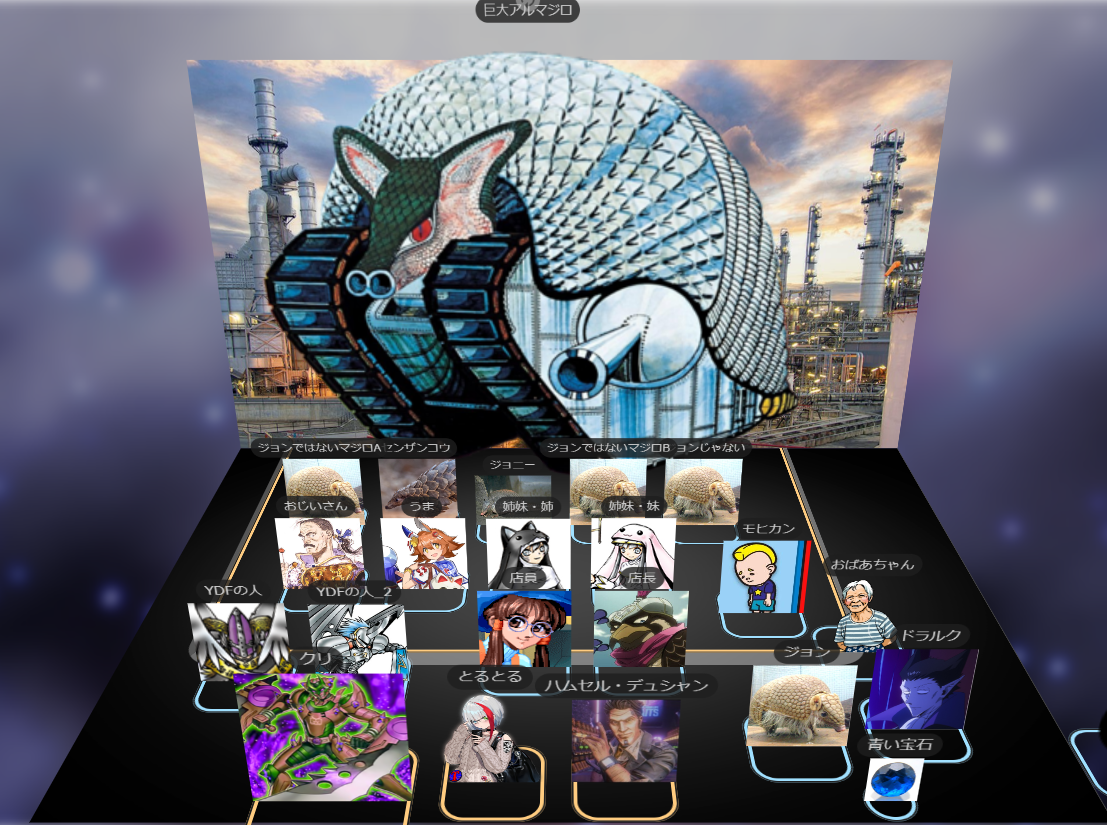 巨大アルマジロ
ジョンではないマジロA
センザンコウ
ジョニー
ジョンではないマジロB
ョンじゃない
おじいさん
うま
姉妹・姉
姉妹・妹
モヒカン
おばあちゃん
店員
店長
YDFの人
YDFの人_2
ドラルク
ジョン
クリ
とるとる
ハムセル・デュシャン
青い宝石